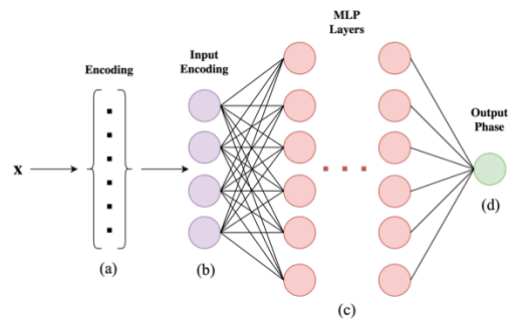 MLP
Layers
Input
Encoding
Encoding
Output
Phase
x
(a)
(b)
(c)
(d)